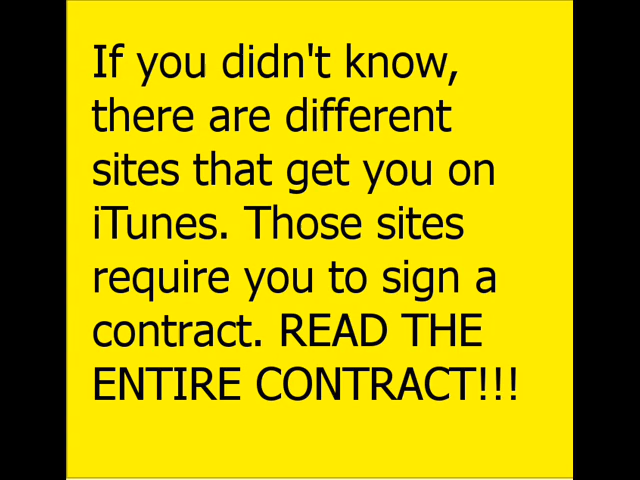 If you didn't know,
there are different
sites that get you on
iTunes. Those sites
require you to sign a
contract. READ THE
ENTIRE CONTRACT!!!